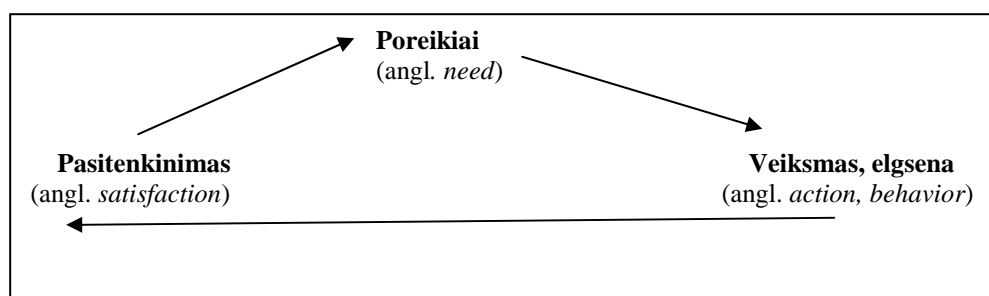 Poreikiai
(angl. need)
Pasitenkinimas
(angl. satisfaction)
Veiksmas, elgsena
(angl. action, behavior)